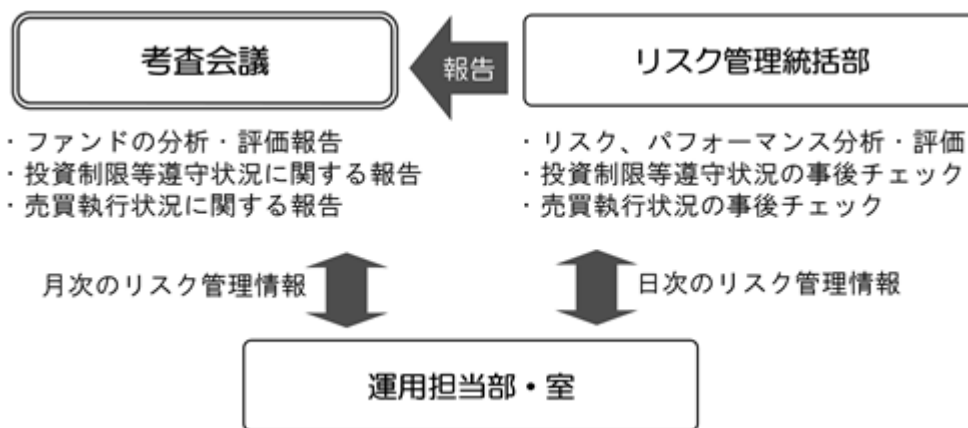 考査会議
報告
リスク管理統括部
・ファンドの分析・評価報告
・投資制限等遵守状況に関する報告
・売買執行状況に関する報告
・リスク、パフォーマンス分析・評価
・投資制限等遵守状況の事後チェック
・売買執行状況の事後チェック
月次のリスク管理情報
日次のリスク管理情報
運用担当部・室